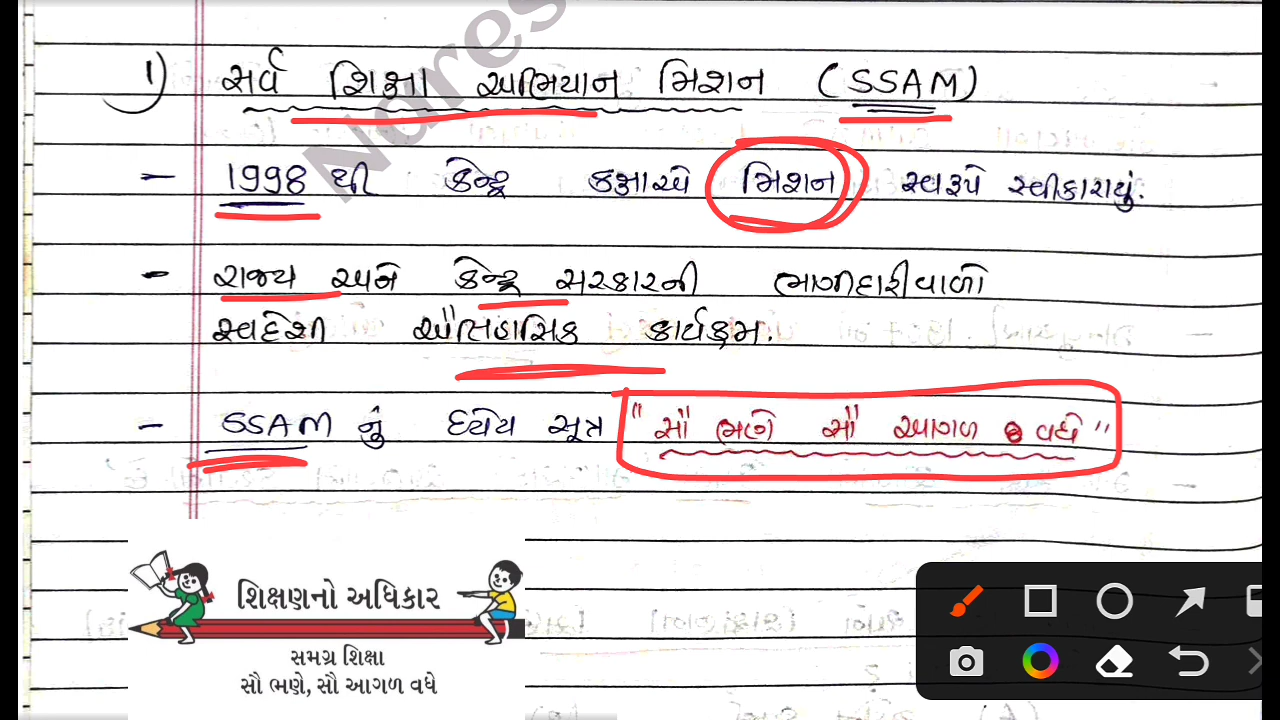 1) સર્વ શિક્ષા અભિયાન મિશન (SSAM)
- 1998 થી કેન્દ્ર કક્ષાએ મિશન સ્વરૂપે સ્વીકારાયું.
- રાજ્ય અને કેન્દ્ર સરકારની ભાગીદારીવાળો
સ્વદેશી ઐતિહાસિક કાર્યક્રમ.
- SSAM નું ધ્યેય સૂત્ર "સૌ ભણે સૌ આગળ વધે"
શિક્ષણનો અધિકાર
સમગ્ર શિક્ષા
સૌ ભણે, સૌ આગળ વધે
Nares